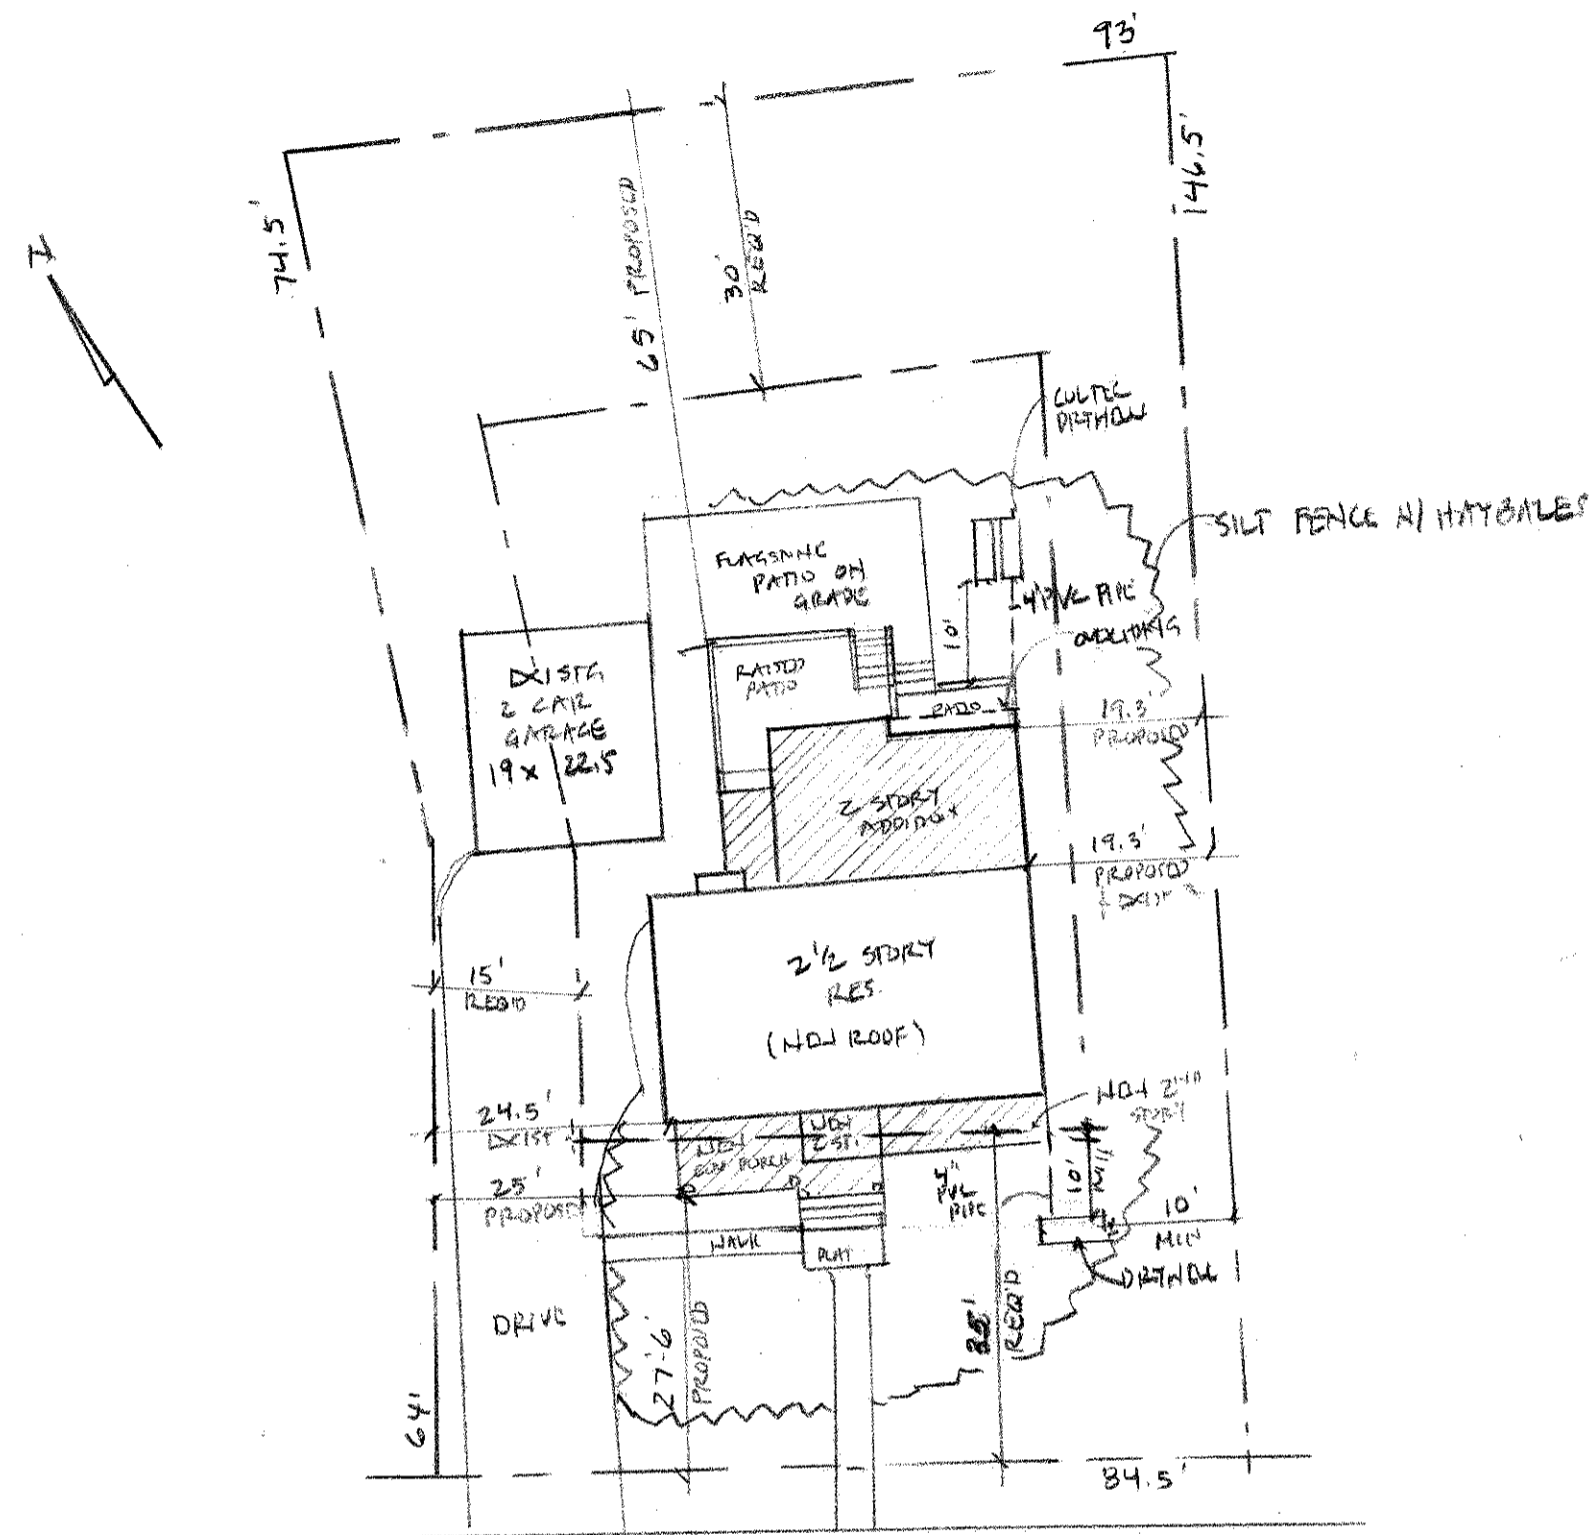 93'
146.5'
74.5'
65' PROPOSED
30'
REQ'D
CULTEC
DRYWELL
SILT FENCE W/ HAYBALES
FLAGSTNE
PATIO ON
GRADE
4" PVC PIPE
10'
RAISED
PATIO
EXIST'G
2 CAR
GARAGE
19 x 22.5
19.3'
PROPOSED
2 STORY
ADDITION
19.3'
PROPOSED
EXIST
2 1/2 STORY
RES.
(NEW ROOF)
15'
REQ'D
NEW 2ND
STORY
24.5'
EXIST
NEW
2 ST.
NEW
PORCH
25'
PROPOSED
4"
PVC
PIPE
10'
MIN
10'
MIN
WALK
PLAT
DRYWELL
DRIVE
27'-6"
PROPOSED
35'
REQ'D
64'
84.5'